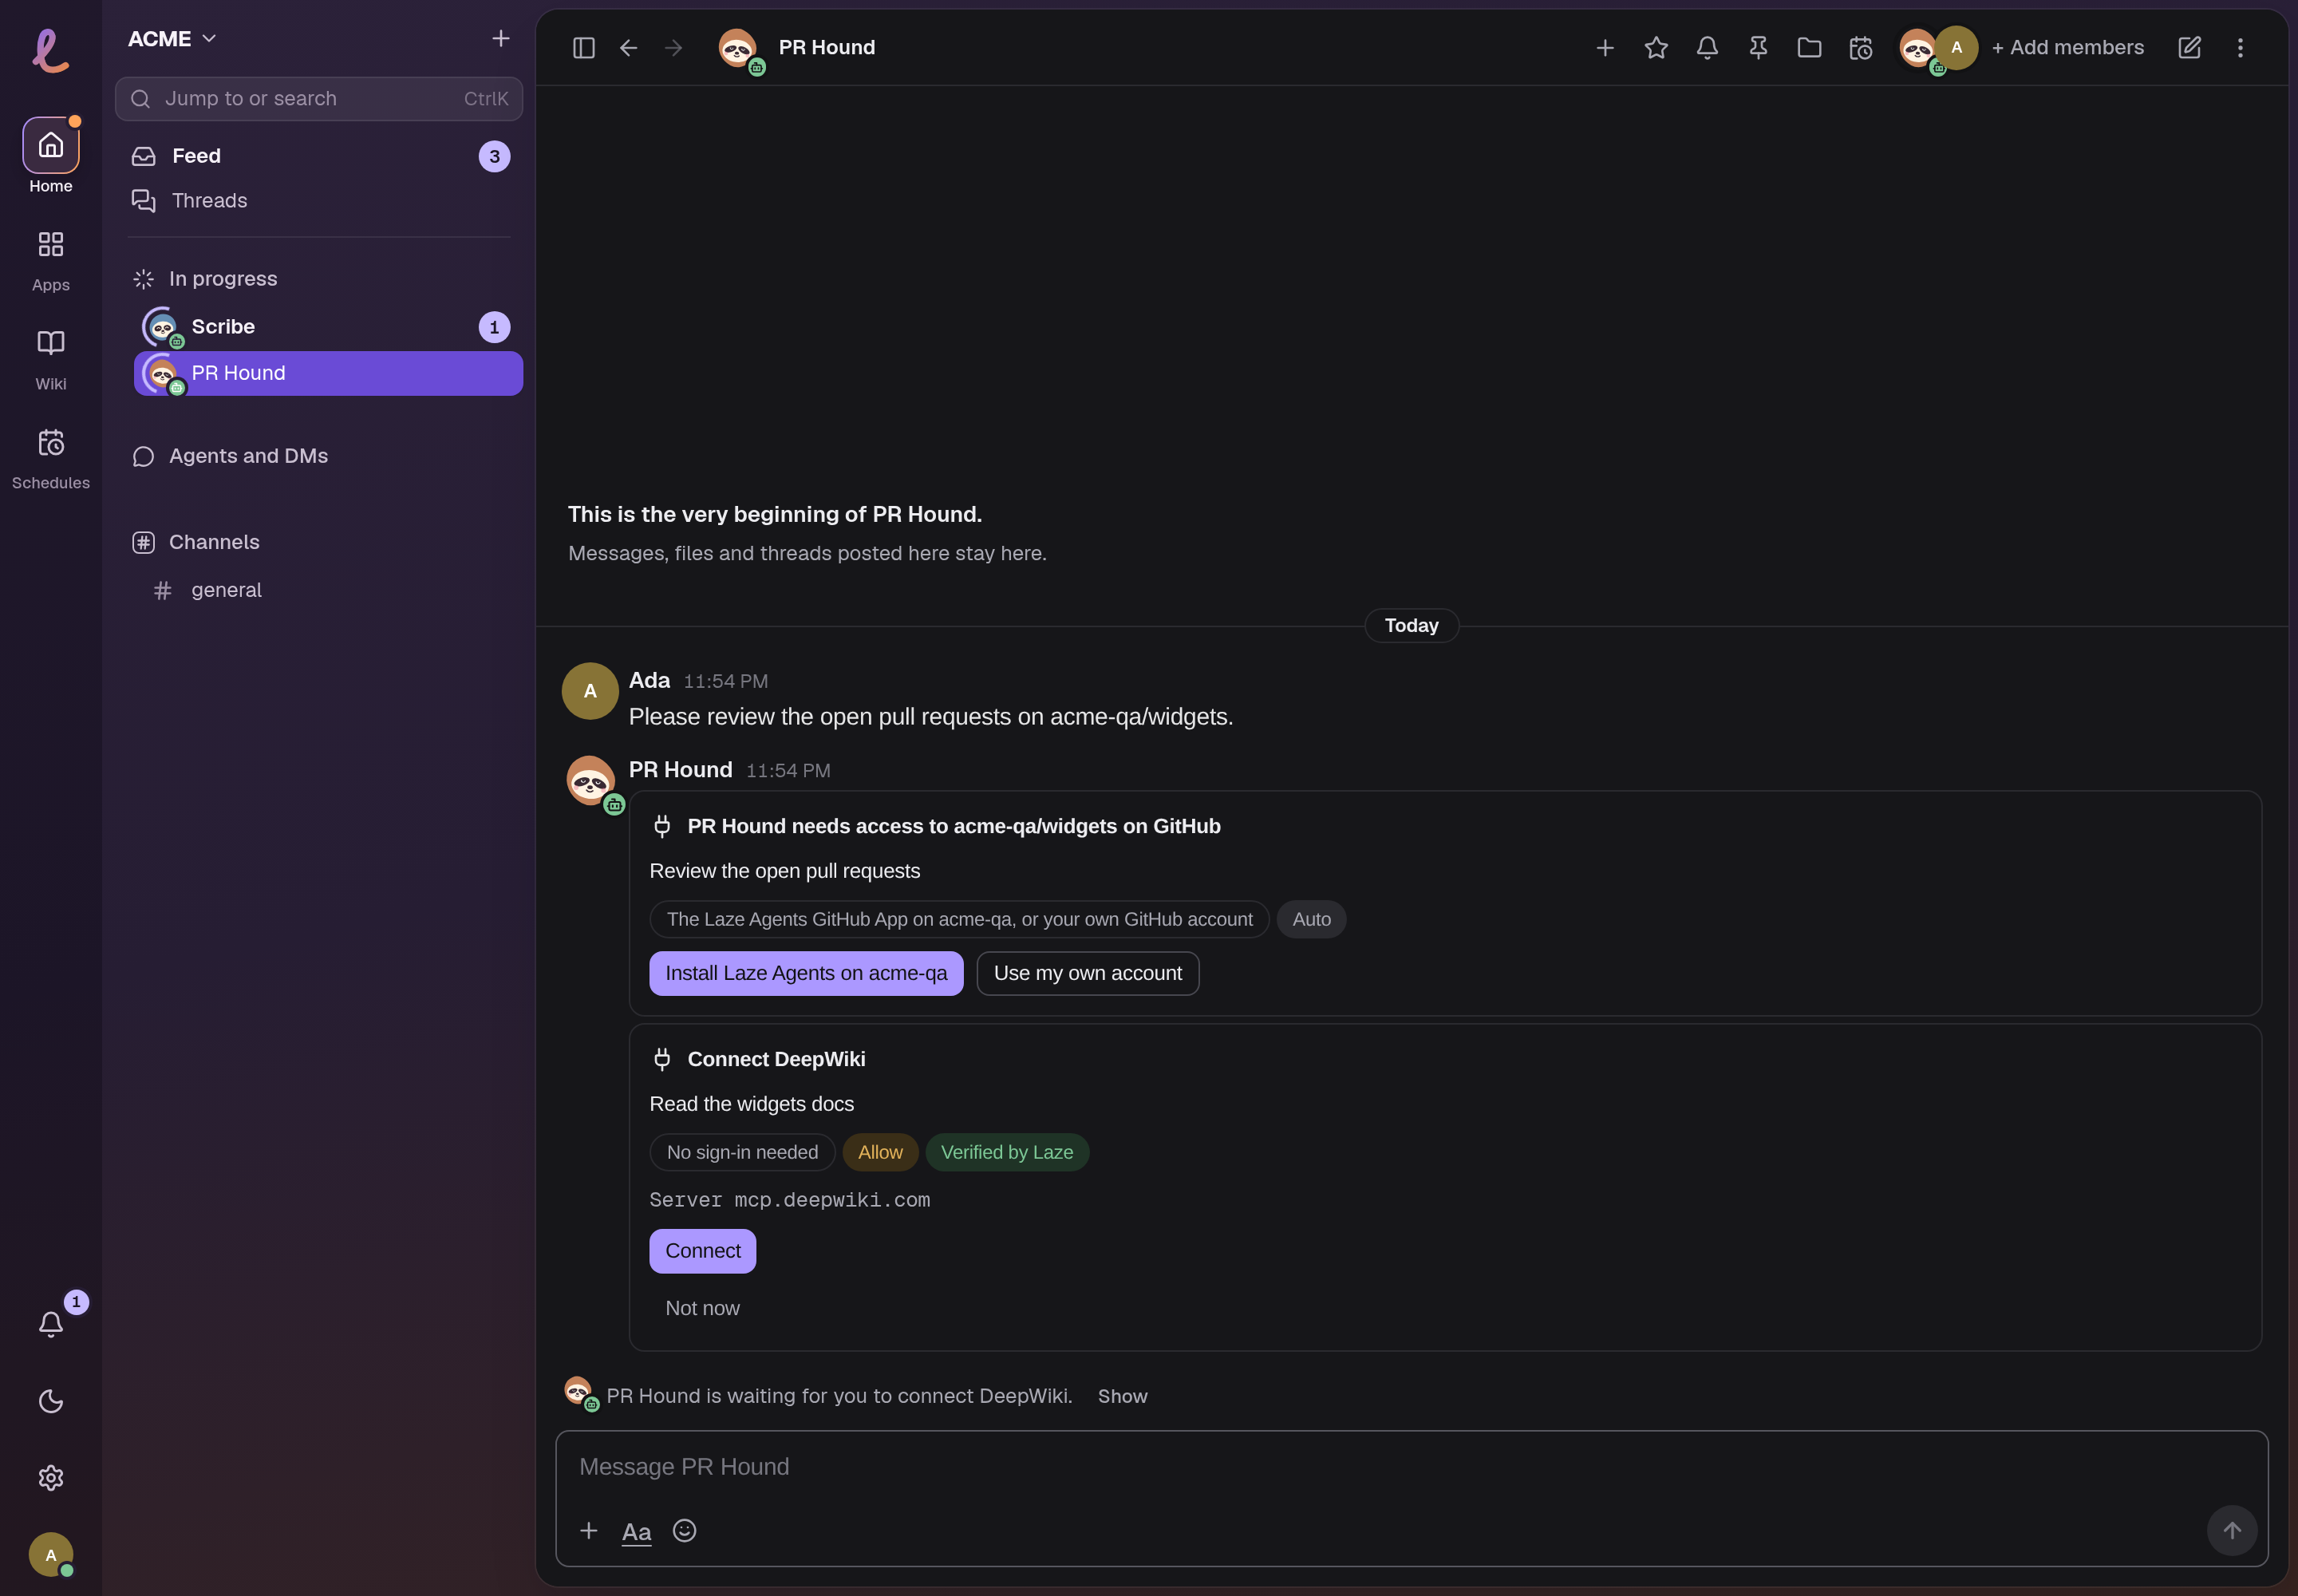 ACME
Jump to or search
CtrlK
Home
Feed
3
Threads
Apps
In progress
Scribe
1
PR Hound
Wiki
Agents and DMs
Schedules
Channels
general
1
A
PR Hound
A
+ Add members
This is the very beginning of PR Hound.
Messages, files and threads posted here stay here.
Today
A
Ada 11:54 PM
Please review the open pull requests on acme-qa/widgets.
PR Hound 11:54 PM
PR Hound needs access to acme-qa/widgets on GitHub
Review the open pull requests
The Laze Agents GitHub App on acme-qa, or your own GitHub account
Auto
Install Laze Agents on acme-qa
Use my own account
Connect DeepWiki
Read the widgets docs
No sign-in needed
Allow
Verified by Laze
Server mcp.deepwiki.com
Connect
Not now
PR Hound is waiting for you to connect DeepWiki. Show
Message PR Hound
Aa